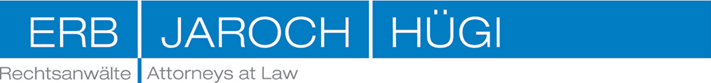 ERB JAROCH HÜGI
Rechtsanwälte Attorneys at Law